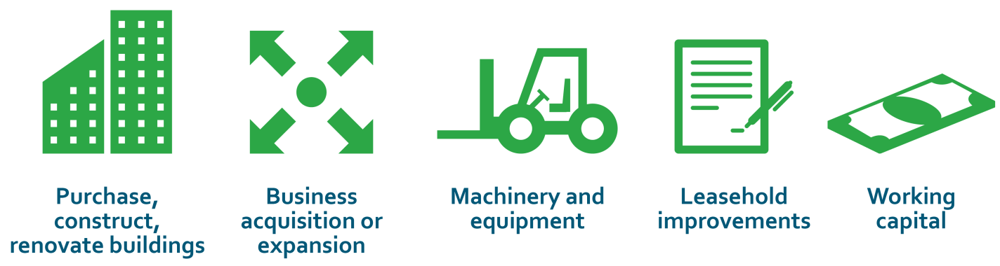 Purchase,
construct,
renovate buildings
Business
acquisition or
expansion
Machinery and
equipment
Leasehold
improvements
Working
capital